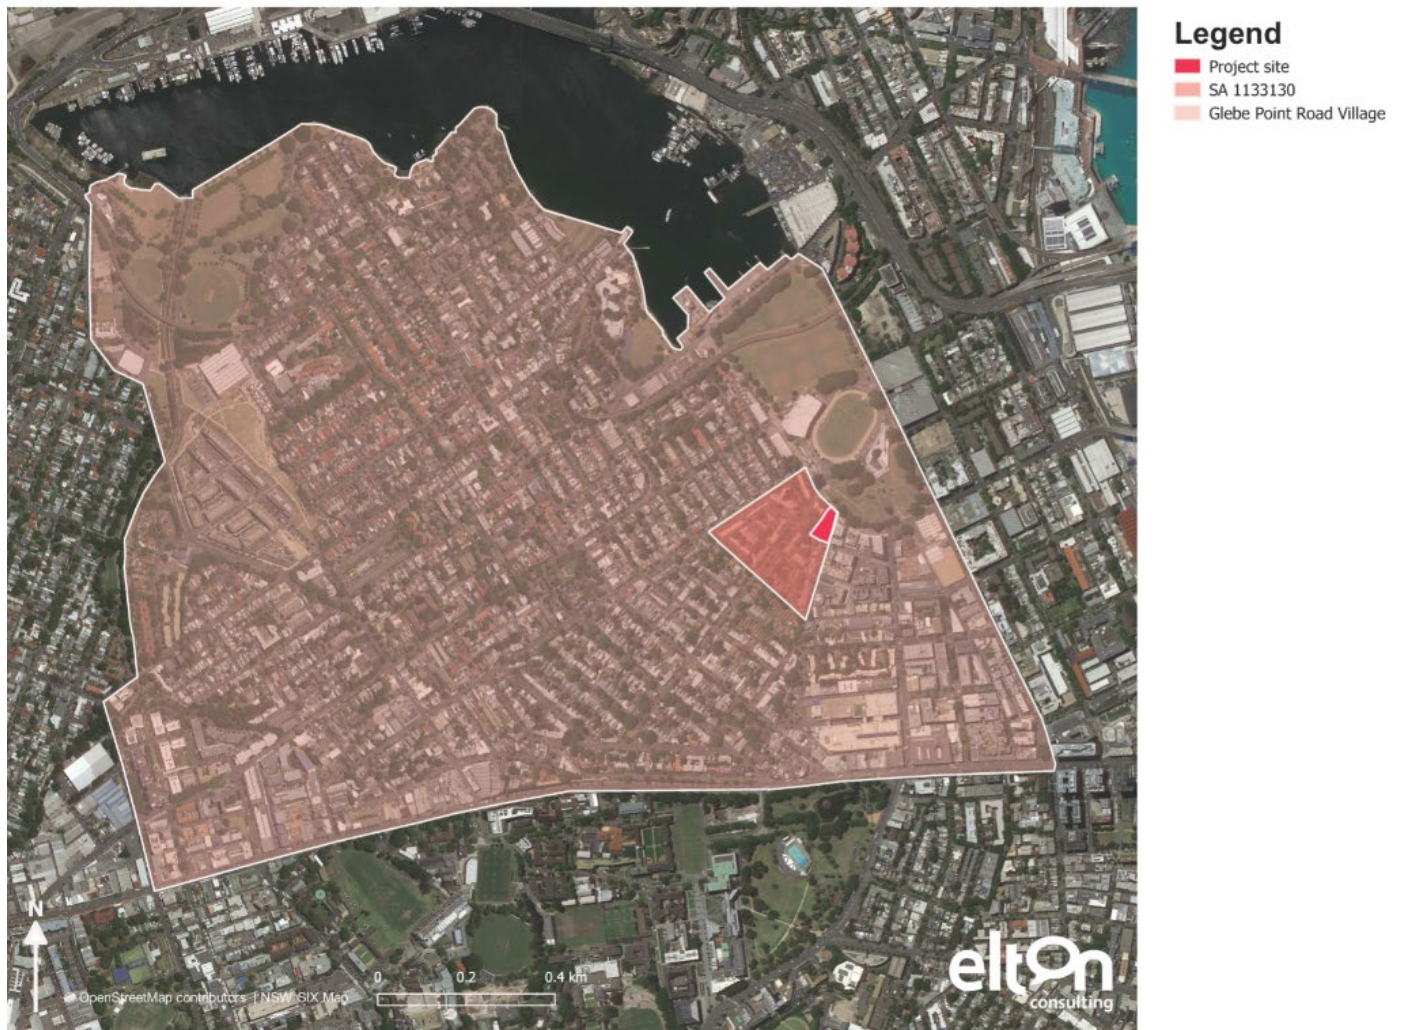 Legend
Project site
SA 1133130
Glebe Point Road Village
N
0 0.2 0.4 km
© OpenStreetMap contributors | NSW SIX Map
elton
consulting